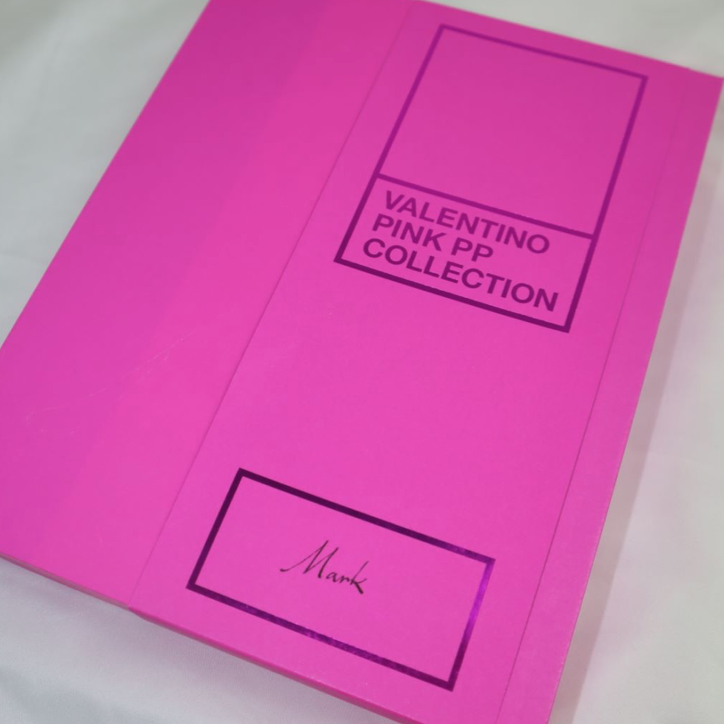 VALENTINO
PINK PP
COLLECTION
Mark